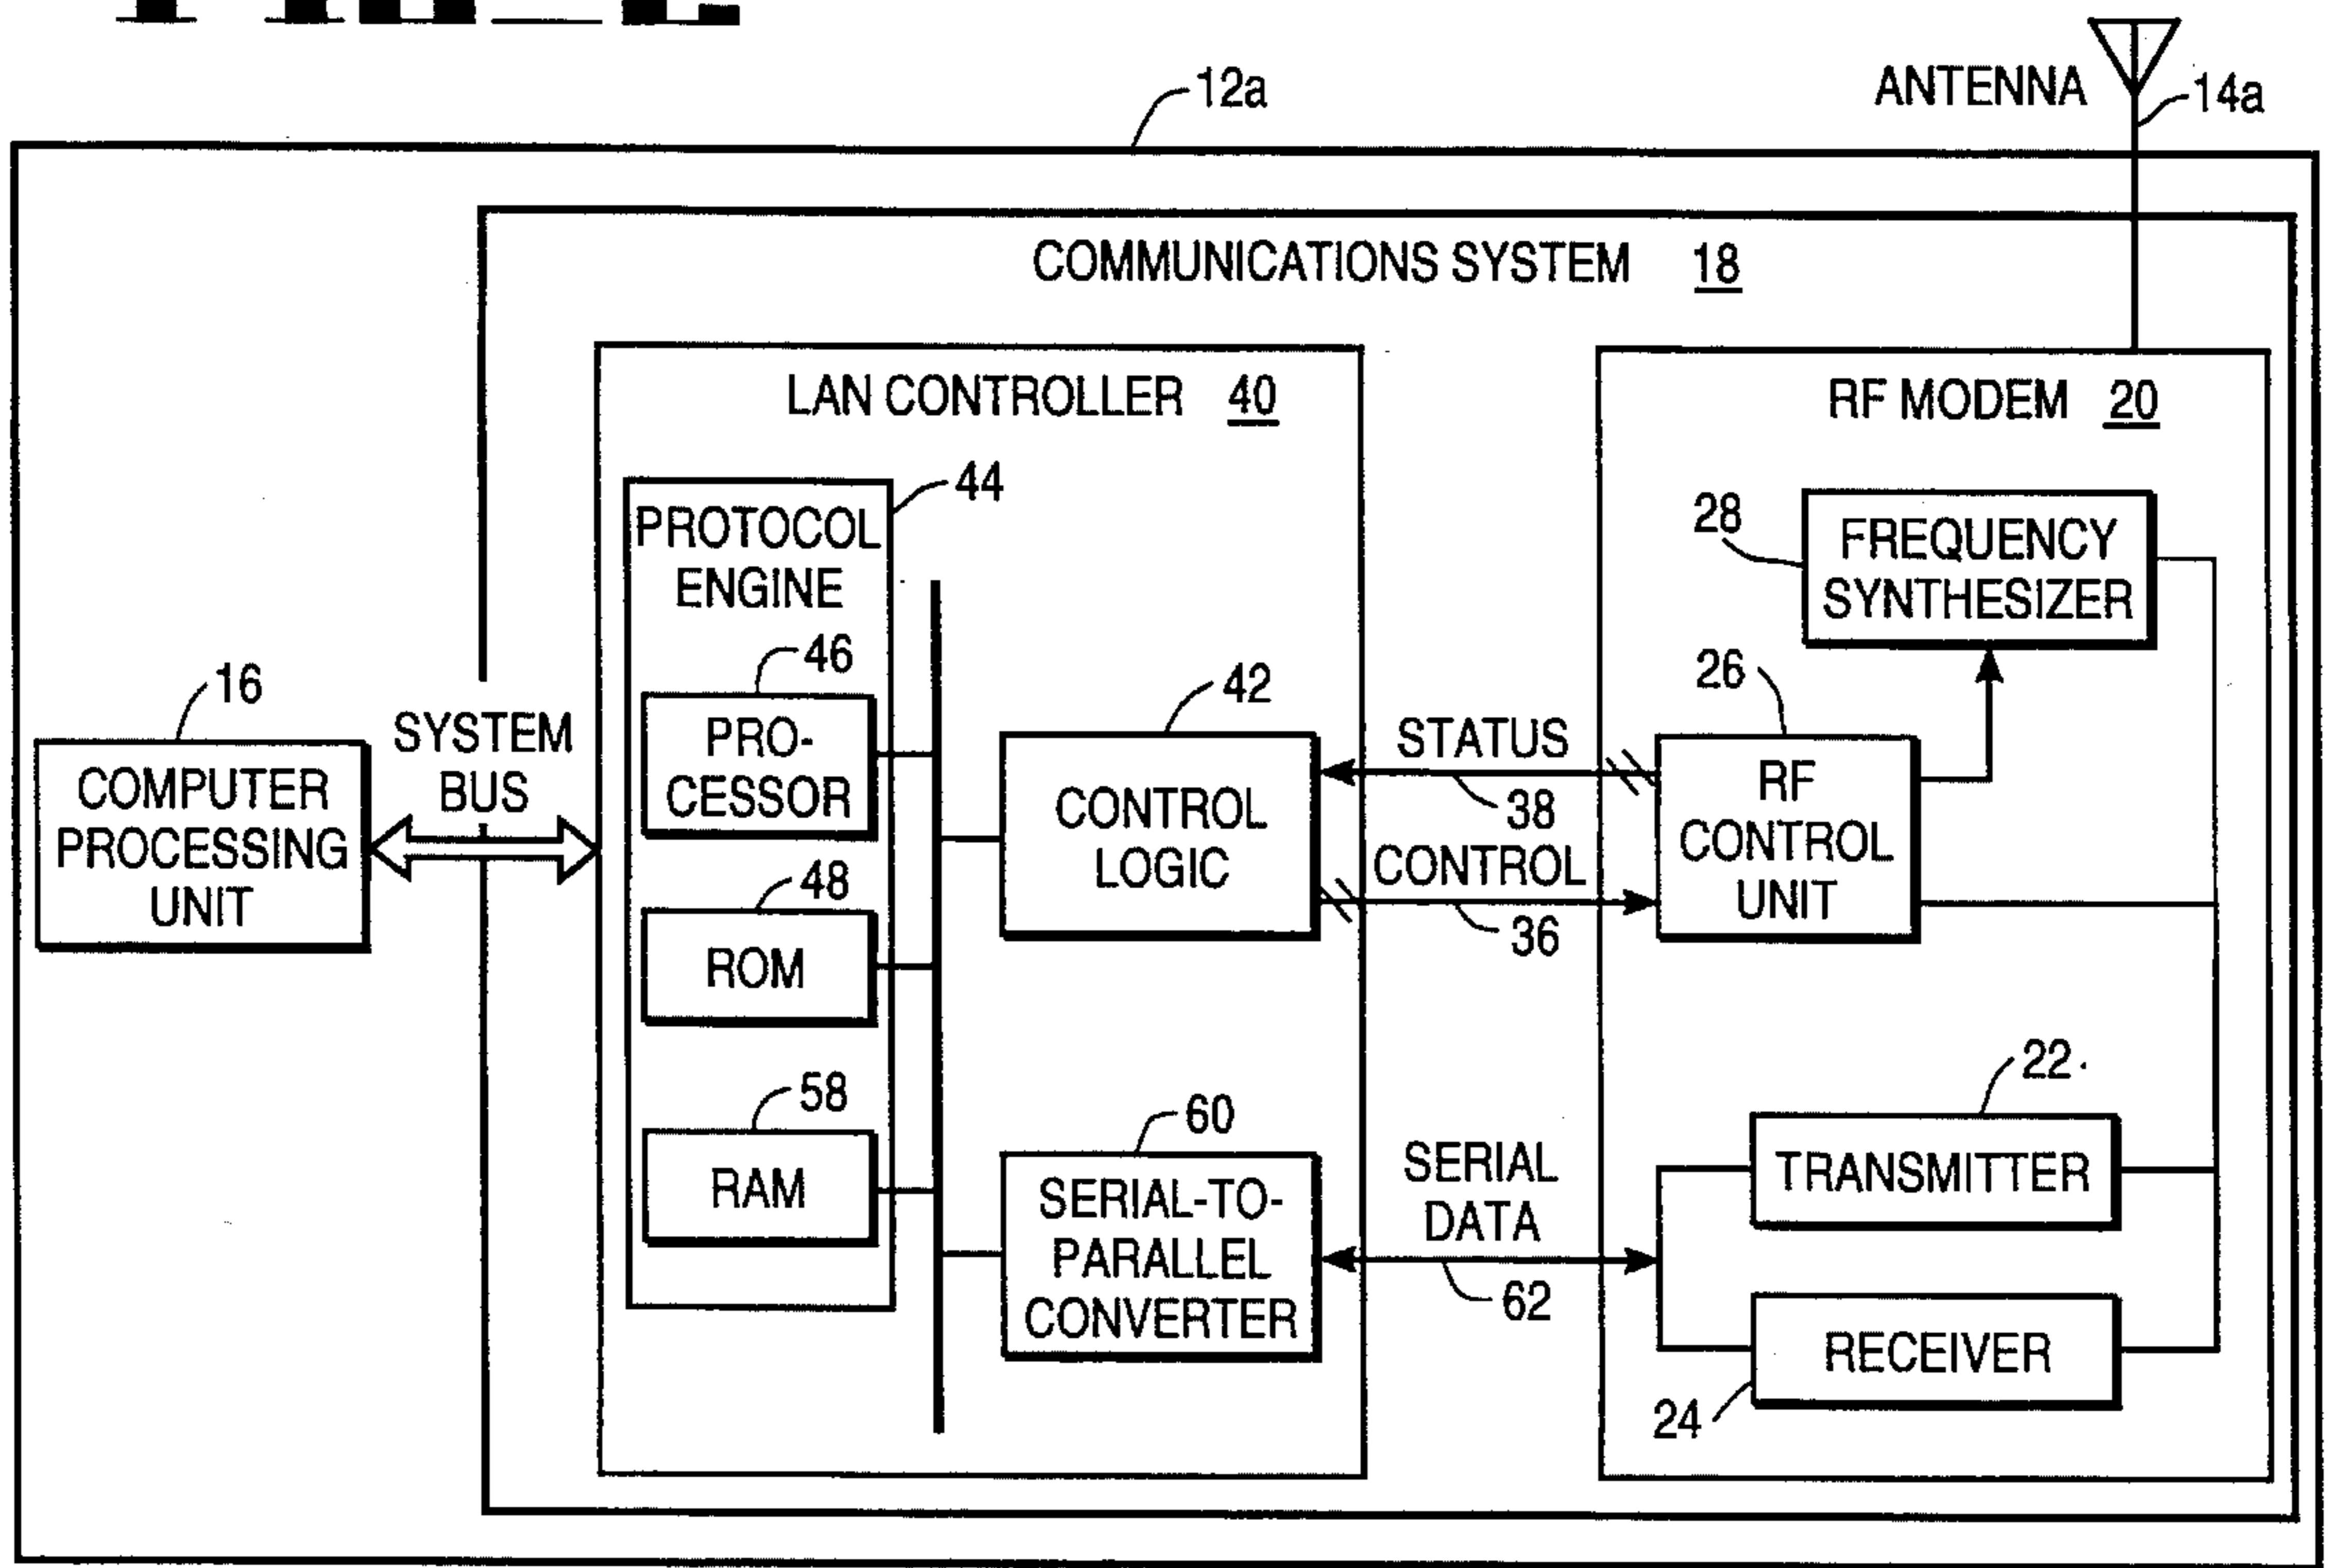 12a
ANTENNA
14a
COMMUNICATIONS SYSTEM 18
LAN CONTROLLER 40
RF MODEM 20
44
PROTOCOL
ENGINE
28
FREQUENCY
SYNTHESIZER
46
PRO-
CESSOR
16
COMPUTER
PROCESSING
UNIT
SYSTEM
BUS
42
CONTROL
LOGIC
STATUS
38
CONTROL
36
26
RF
CONTROL
UNIT
48
ROM
58
RAM
60
SERIAL-TO-
PARALLEL
CONVERTER
SERIAL
DATA
62
22
TRANSMITTER
RECEIVER
24